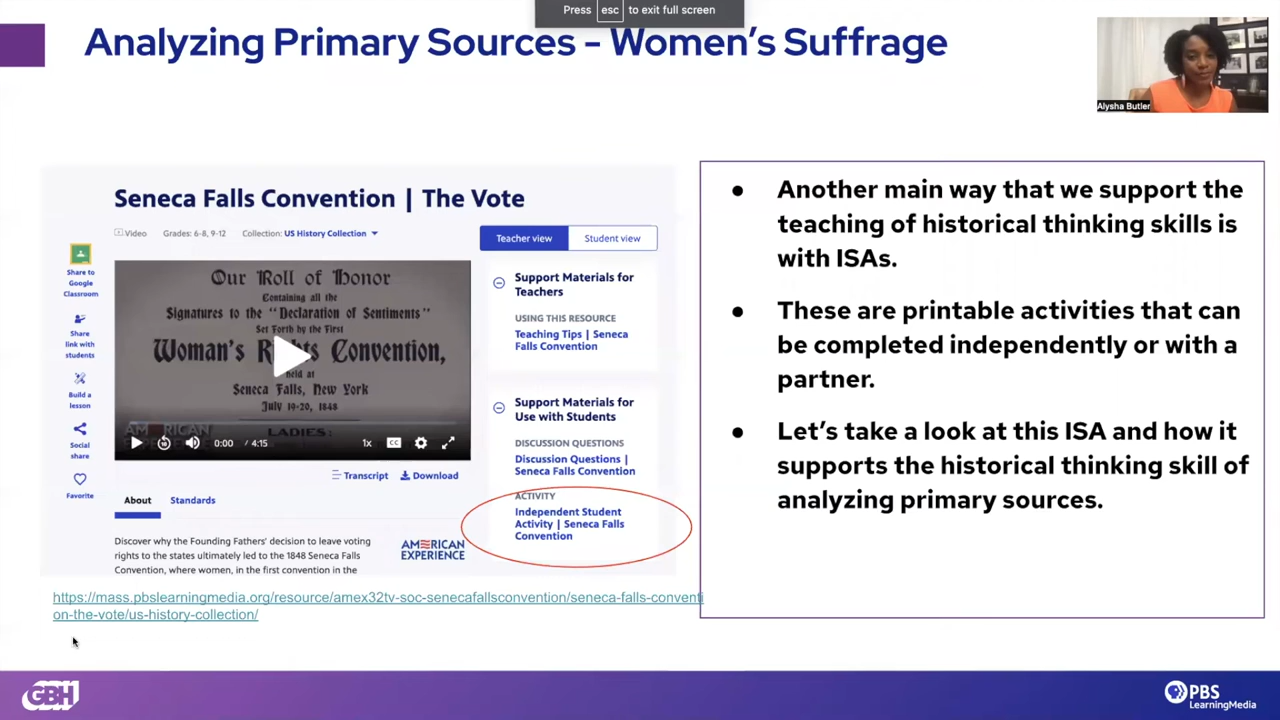 Press esc to exit full screen
Analyzing Primary Sources - Women's Suffrage
Alysha Butler
Seneca Falls Convention | The Vote
Video Grades: 6-8, 9-12 Collection: US History Collection
Teacher view Student view
Share to
Google
Classroom
Share
link with
students
Build a
lesson
Social
share
Favorite
Our Roll of Honor
Containing all the
Signatures to the "Declaration of Sentiments"
Set Forth by the First
Woman's Rights Convention,
held at
Seneca Falls, New York
July 19-20, 1848
AMERICAN
LADIES:
10
0:00 / 4:15
1x CC
Transcript Download
About Standards
Discover why the Founding Fathers' decision to leave voting
rights to the states ultimately led to the 1848 Seneca Falls
Convention, where women, in the first convention in the
AMERICAN
EXPERIENCE
Support Materials for
Teachers
USING THIS RESOURCE
Teaching Tips | Seneca
Falls Convention
Support Materials for
Use with Students
DISCUSSION QUESTIONS
Discussion Questions |
Seneca Falls Convention
ACTIVITY
Independent Student
Activity | Seneca Falls
Convention
https://mass.pbslearningmedia.org/resource/amex32tv-soc-senecafallsconvention/seneca-falls-conventi
on-the-vote/us-history-collection/
● Another main way that we support the
teaching of historical thinking skills is
with ISAs.
● These are printable activities that can
be completed independently or with a
partner.
● Let's take a look at this ISA and how it
supports the historical thinking skill of
analyzing primary sources.
GBH
PBS
LearningMedia